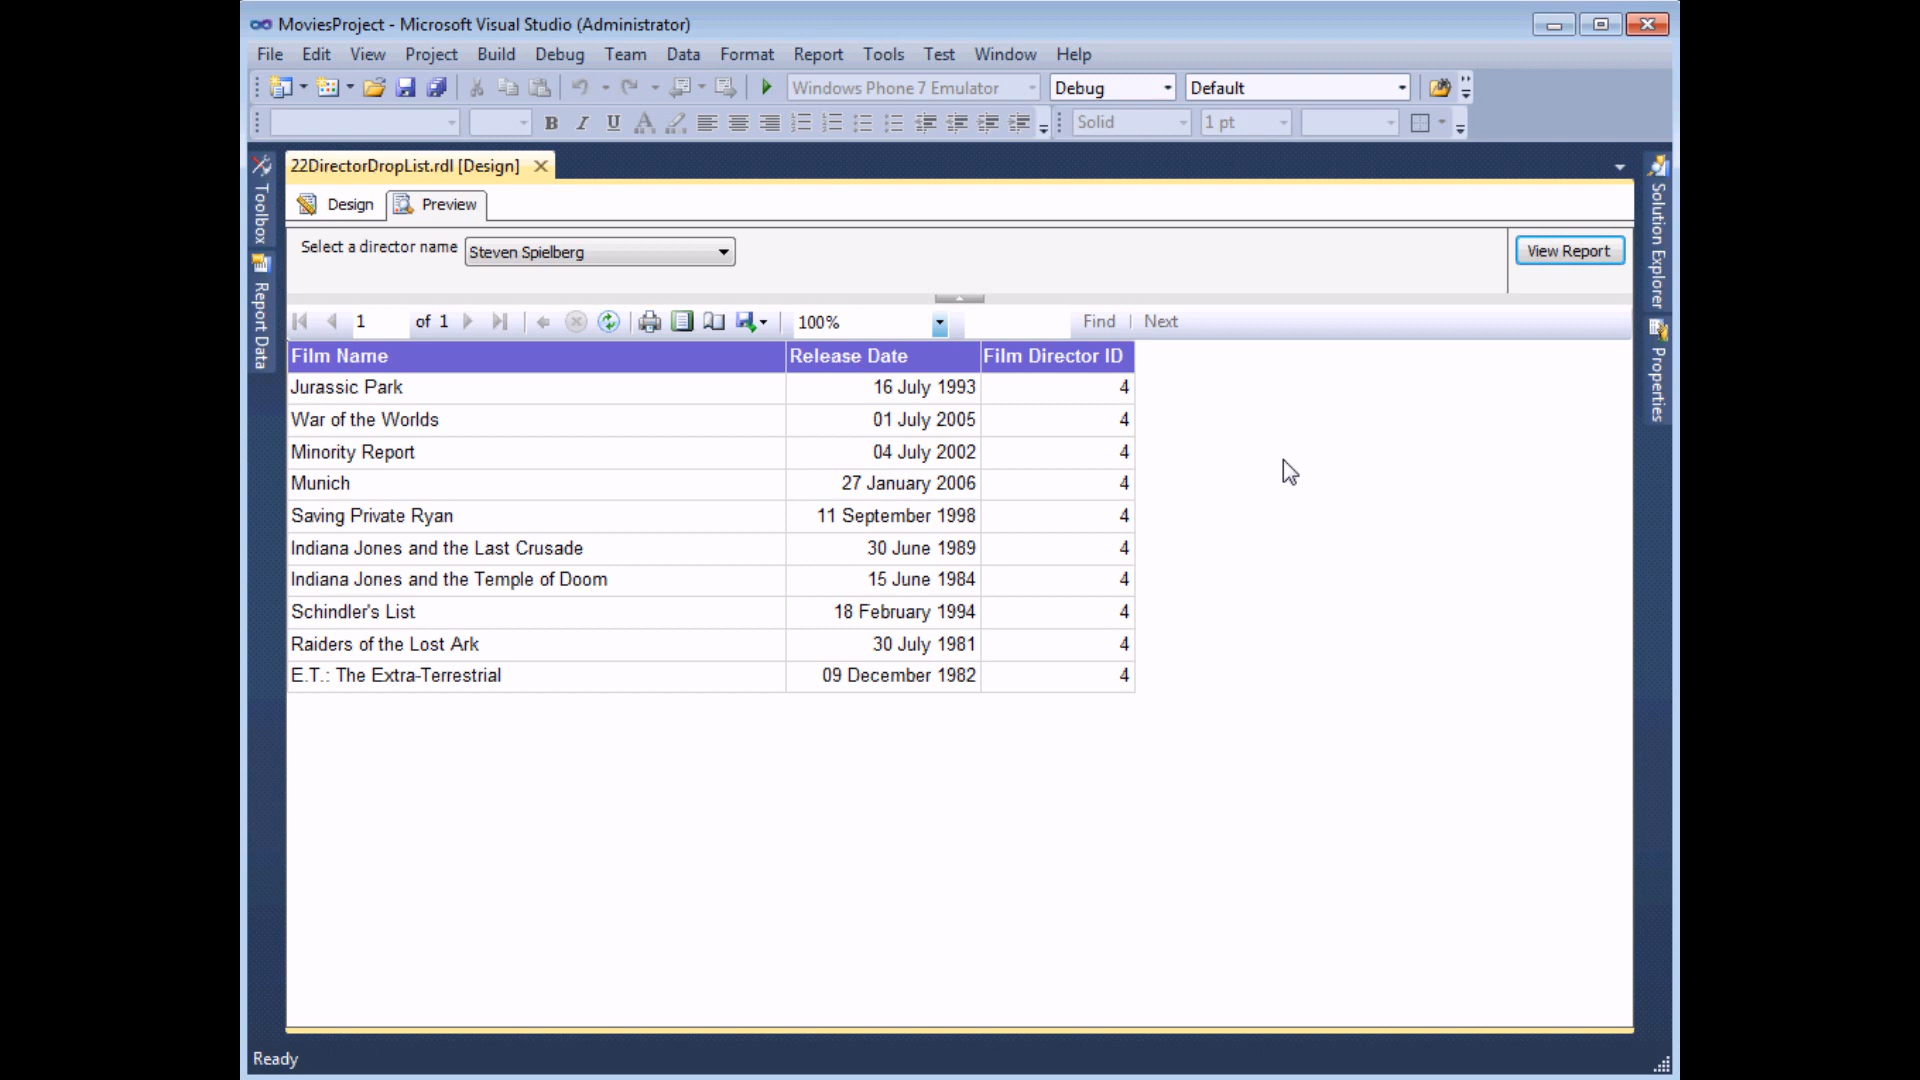 MoviesProject - Microsoft Visual Studio (Administrator)
File Edit View Project Build Debug Team Data Format Report Tools Test Window Help
Windows Phone 7 Emulator Debug Default
B I U A Solid 1 pt
22DirectorDropList.rdl [Design]
Design Preview
Toolbox
Report Data
Solution Explorer
Properties
Select a director name Steven Spielberg View Report
1 of 1 100% Find | Next
Film Name Release Date Film Director ID
Jurassic Park 16 July 1993 4
War of the Worlds 01 July 2005 4
Minority Report 04 July 2002 4
Munich 27 January 2006 4
Saving Private Ryan 11 September 1998 4
Indiana Jones and the Last Crusade 30 June 1989 4
Indiana Jones and the Temple of Doom 15 June 1984 4
Schindler's List 18 February 1994 4
Raiders of the Lost Ark 30 July 1981 4
E.T.: The Extra-Terrestrial 09 December 1982 4
Ready